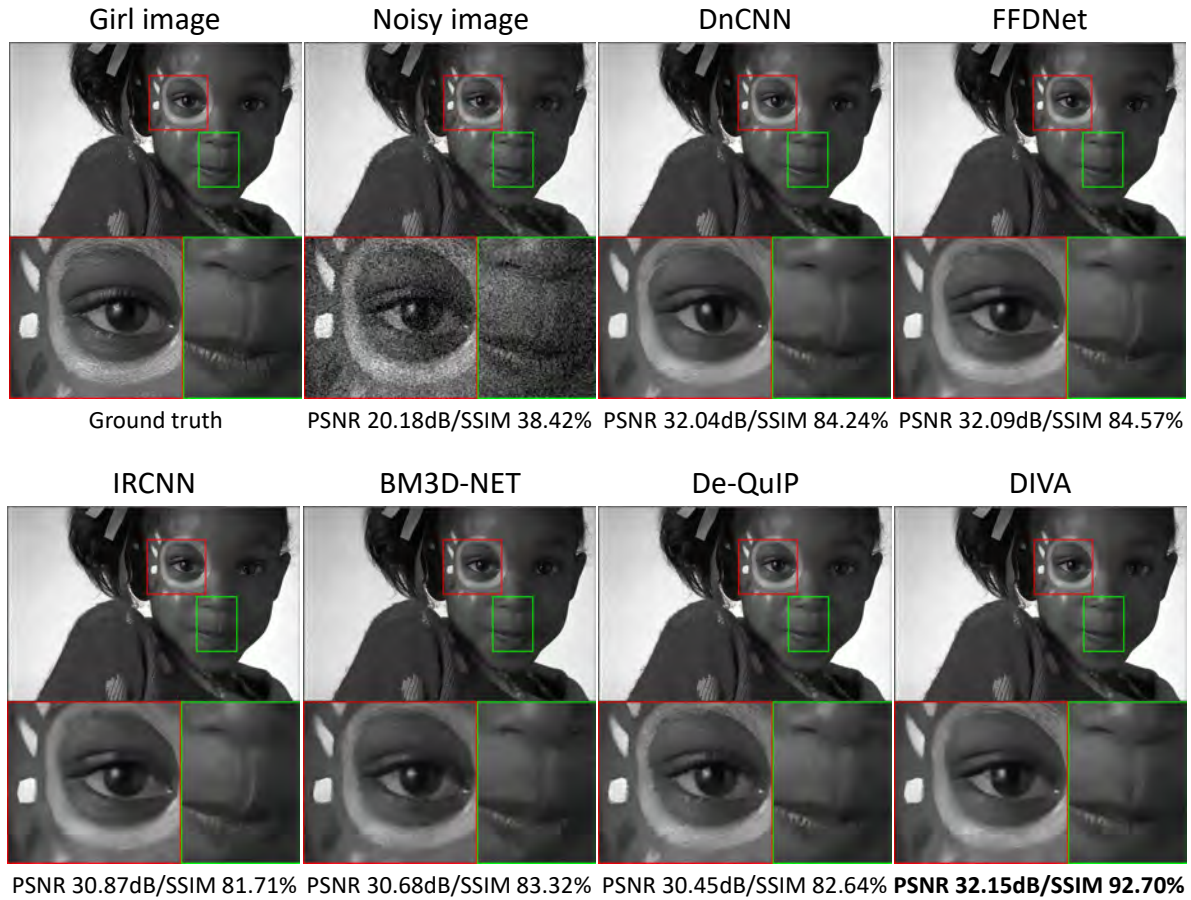 Girl image Noisy image DnCNN FFDNet
Ground truth PSNR 20.18dB/SSIM 38.42% PSNR 32.04dB/SSIM 84.24% PSNR 32.09dB/SSIM 84.57%
IRCNN BM3D-NET De-QuIP DIVA
PSNR 30.87dB/SSIM 81.71% PSNR 30.68dB/SSIM 83.32% PSNR 30.45dB/SSIM 82.64% PSNR 32.15dB/SSIM 92.70%